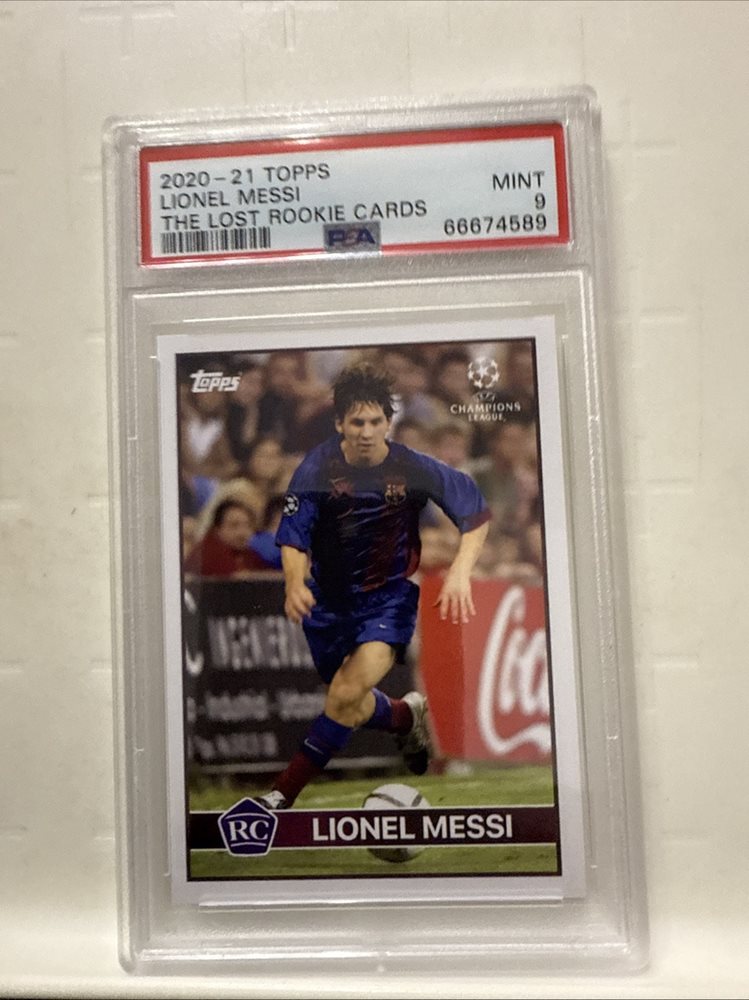 2020-21 TOPPS
LIONEL MESSI
THE LOST ROOKIE CARDS
MINT
9
66674589
PSA
Topps
CHAMPIONS
LEAGUE
RC
LIONEL MESSI